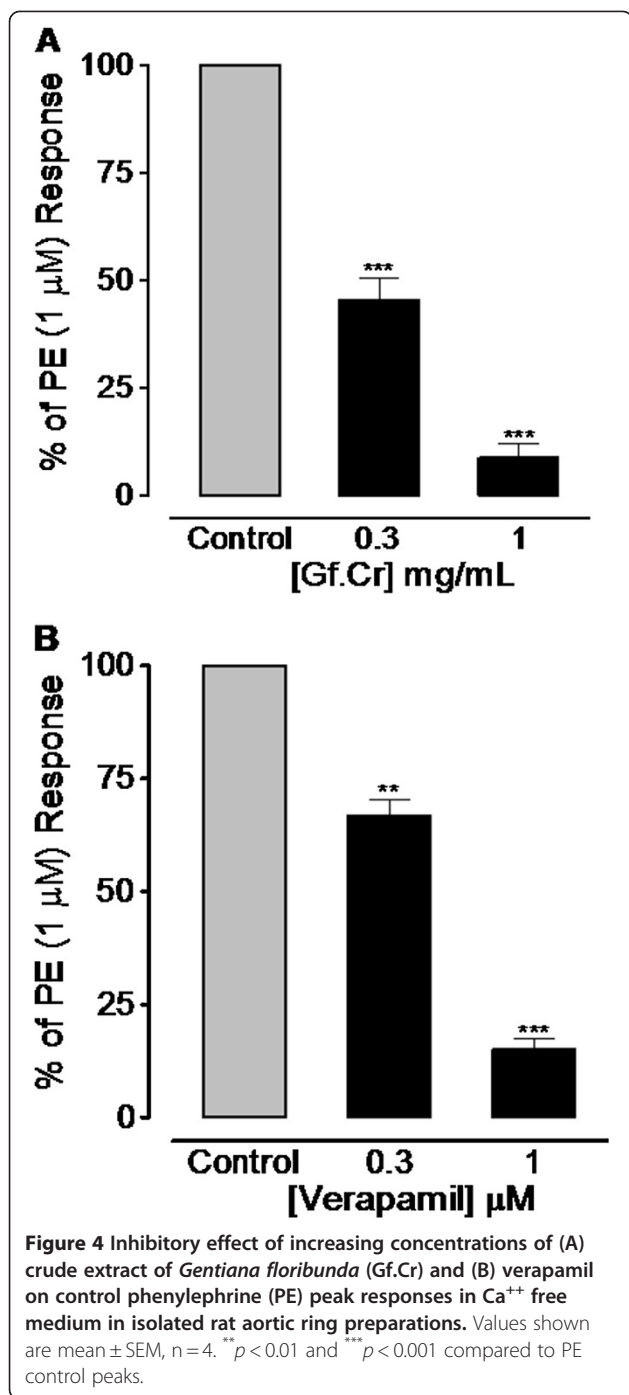 A
% of PE (1 μM) Response
100
75
50
25
0
***
***
Control 0.3 1
[Gf.Cr] mg/mL
B
% of PE (1 μM) Response
100
75
50
25
0
**
***
Control 0.3 1
[Verapamil] μM
Figure 4 Inhibitory effect of increasing concentrations of (A)
crude extract of Gentiana floribunda (Gf.Cr) and (B) verapamil
on control phenylephrine (PE) peak responses in Ca++ free
medium in isolated rat aortic ring preparations. Values shown
are mean ± SEM, n = 4. **p < 0.01 and ***p < 0.001 compared to PE
control peaks.